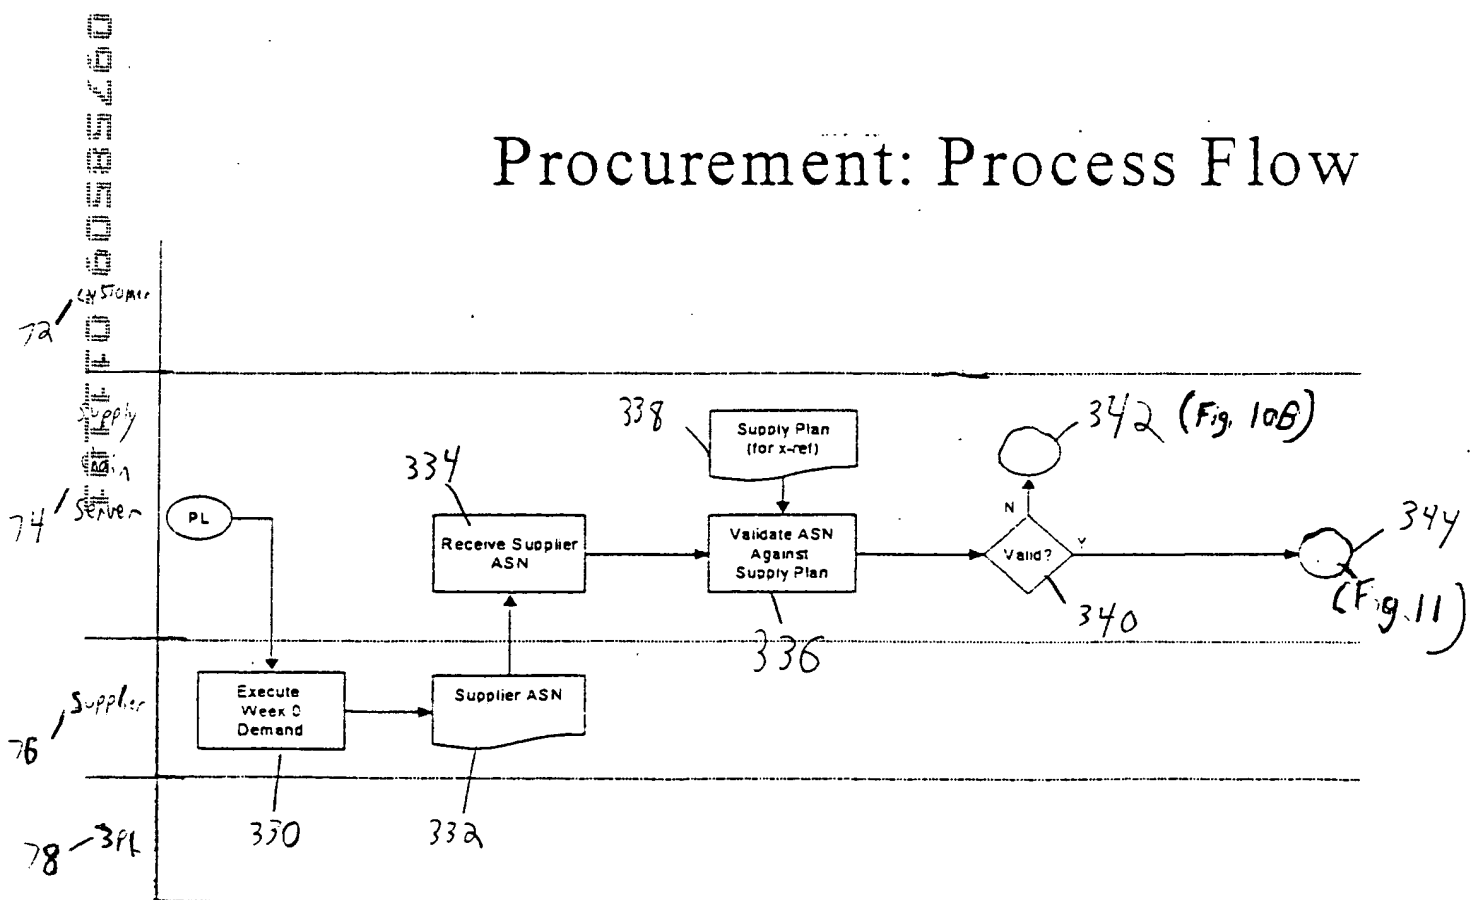 09758509 011101
Procurement: Process Flow
customer
72
Supply
Chain
Server
74
PL
334
Receive Supplier
ASN
338
Supply Plan
(for x-ref)
Validate ASN
Against
Supply Plan
336
342 (Fig. 10B)
N
Valid?
Y
340
344
(Fig. 11)
Supplier
76
Execute
Week 0
Demand
330
Supplier ASN
332
78
3PL